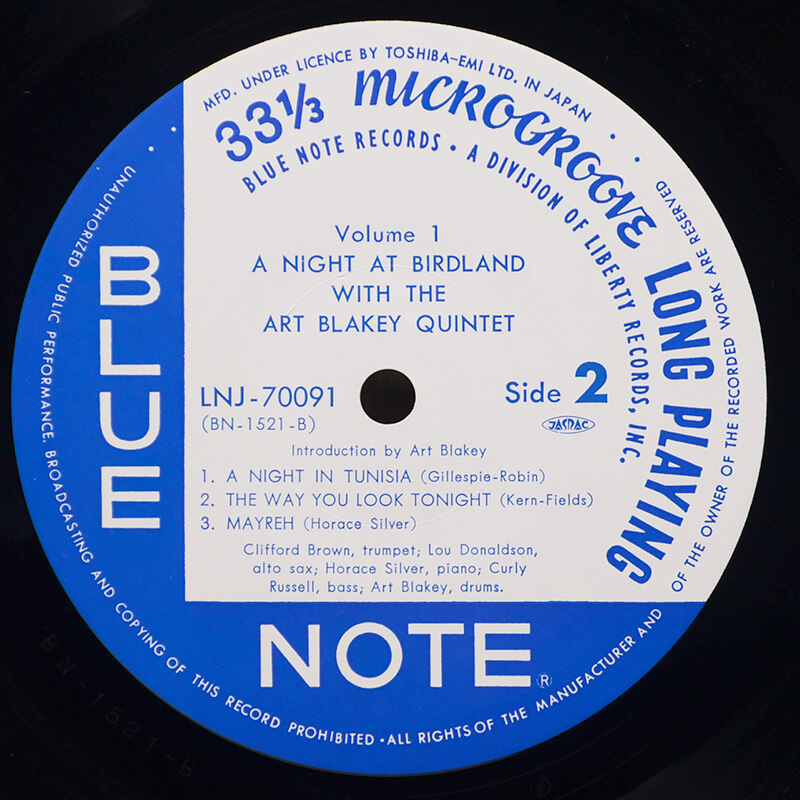 MFD. UNDER LICENCE BY TOSHIBA-EMI LTD. IN JAPAN
33⅓ MICROGROOVE LONG PLAYING
BLUE NOTE RECORDS • A DIVISION OF LIBERTY RECORDS, INC.
Volume 1
A NIGHT AT BIRDLAND
WITH THE
ART BLAKEY QUINTET
LNJ-70091
(BN-1521-B)
Side 2
JASRAC
Introduction by Art Blakey
1. A NIGHT IN TUNISIA (Gillespie-Robin)
2. THE WAY YOU LOOK TONIGHT (Kern-Fields)
3. MAYREH (Horace Silver)
Clifford Brown, trumpet; Lou Donaldson,
alto sax; Horace Silver, piano; Curly
Russell, bass; Art Blakey, drums.
BLUE
NOTE®
UNAUTHORIZED PUBLIC PERFORMANCE, BROADCASTING AND COPYING OF THIS RECORD PROHIBITED • ALL RIGHTS OF THE MANUFACTURER AND OF THE OWNER OF THE RECORDED WORK ARE RESERVED
BN-1521-B